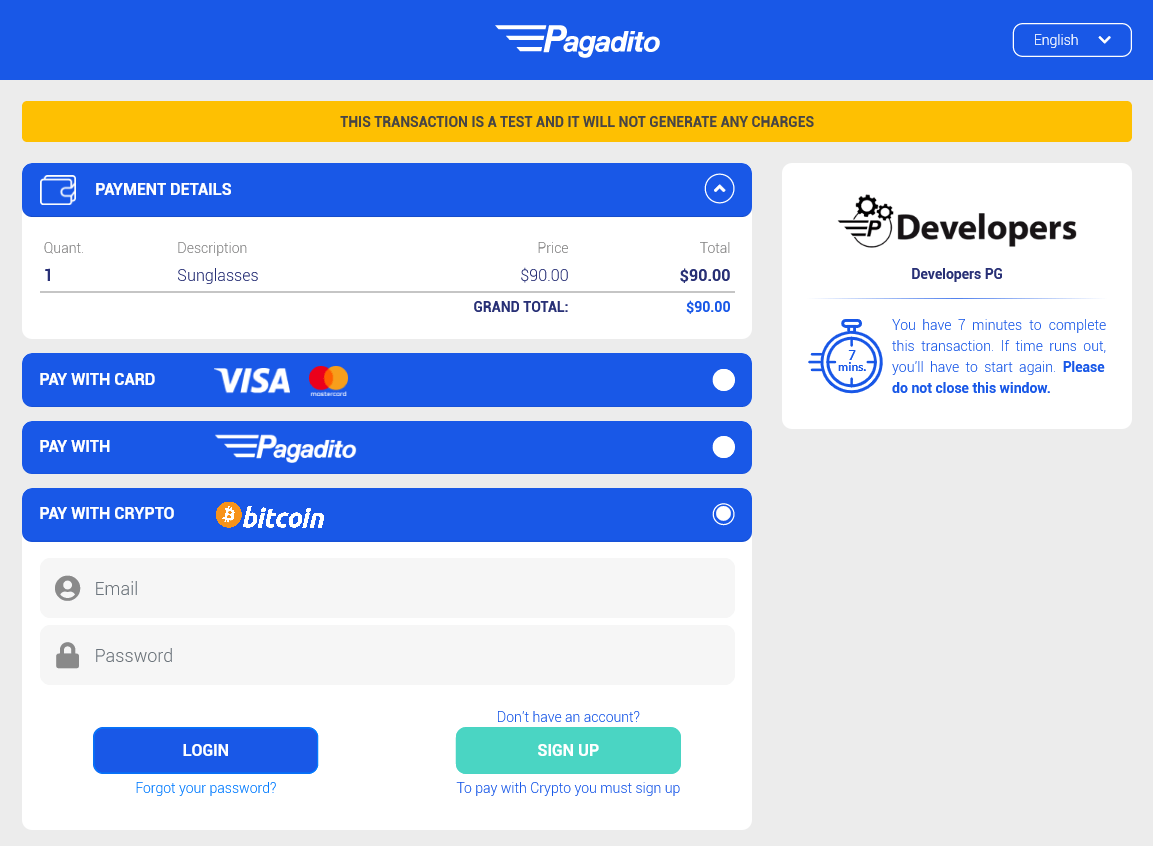 Pagadito
English
THIS TRANSACTION IS A TEST AND IT WILL NOT GENERATE ANY CHARGES
PAYMENT DETAILS
Quant. Description Price Total
1 Sunglasses $90.00 $90.00
GRAND TOTAL: $90.00
PAY WITH CARD VISA mastercard
PAY WITH Pagadito
PAY WITH CRYPTO bitcoin
Email
Password
LOGIN
Forgot your password?
Don't have an account?
SIGN UP
To pay with Crypto you must sign up
P Developers
Developers PG
7
mins.
You have 7 minutes to complete
this transaction. If time runs out,
you'll have to start again. Please
do not close this window.